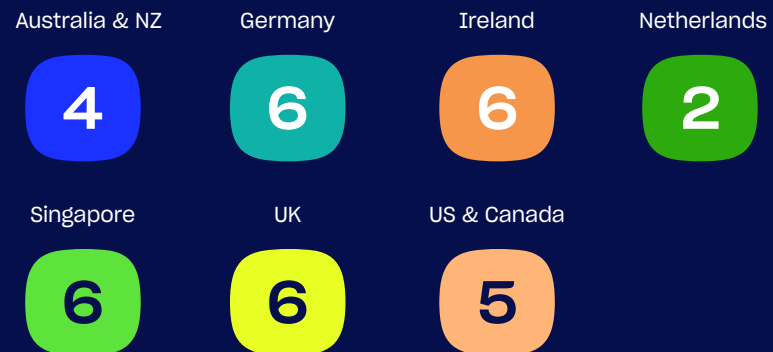 Australia & NZ
Germany
Ireland
Netherlands
4
6
6
2
Singapore
UK
US & Canada
6
6
5